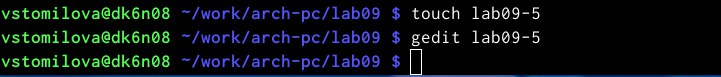 vstomilova@dk6n08 ~/work/arch-pc/lab09 $ touch lab09-5
vstomilova@dk6n08 ~/work/arch-pc/lab09 $ gedit lab09-5
vstomilova@dk6n08 ~/work/arch-pc/lab09 $